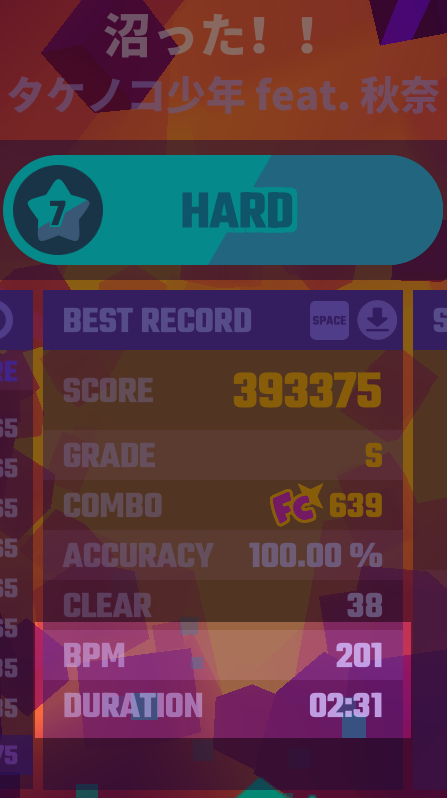 沼った！！
タケノコ少年 feat. 秋奈
7 HARD
BEST RECORD SPACE
SCORE 393375
GRADE S
COMBO FC 639
ACCURACY 100.00 %
CLEAR 38
BPM 201
DURATION 02:31